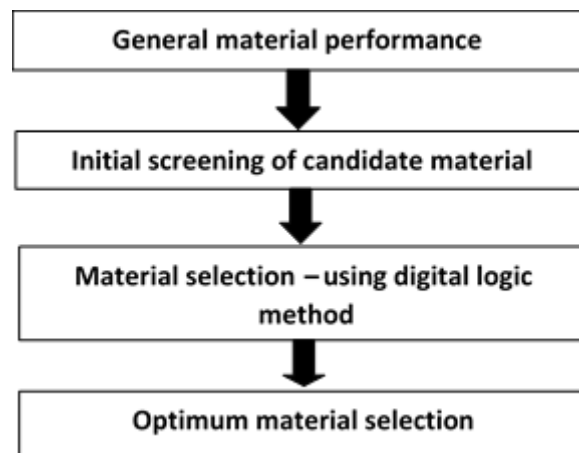 General material performance
Initial screening of candidate material
Material selection – using digital logic
method
Optimum material selection